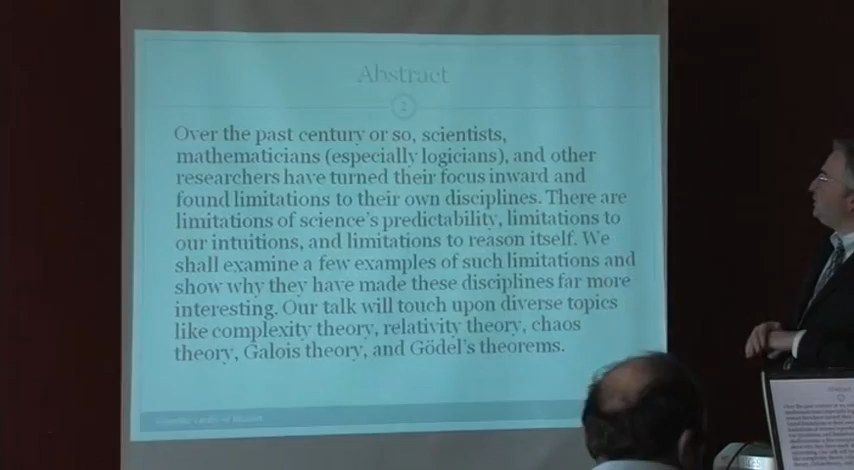 Abstract
2
Over the past century or so, scientists,
mathematicians (especially logicians), and other
researchers have turned their focus inward and
found limitations to their own disciplines. There are
limitations of science's predictability, limitations to
our intuitions, and limitations to reason itself. We
shall examine a few examples of such limitations and
show why they have made these disciplines far more
interesting. Our talk will touch upon diverse topics
like complexity theory, relativity theory, chaos
theory, Galois theory, and Gödel's theorems.
Abstract